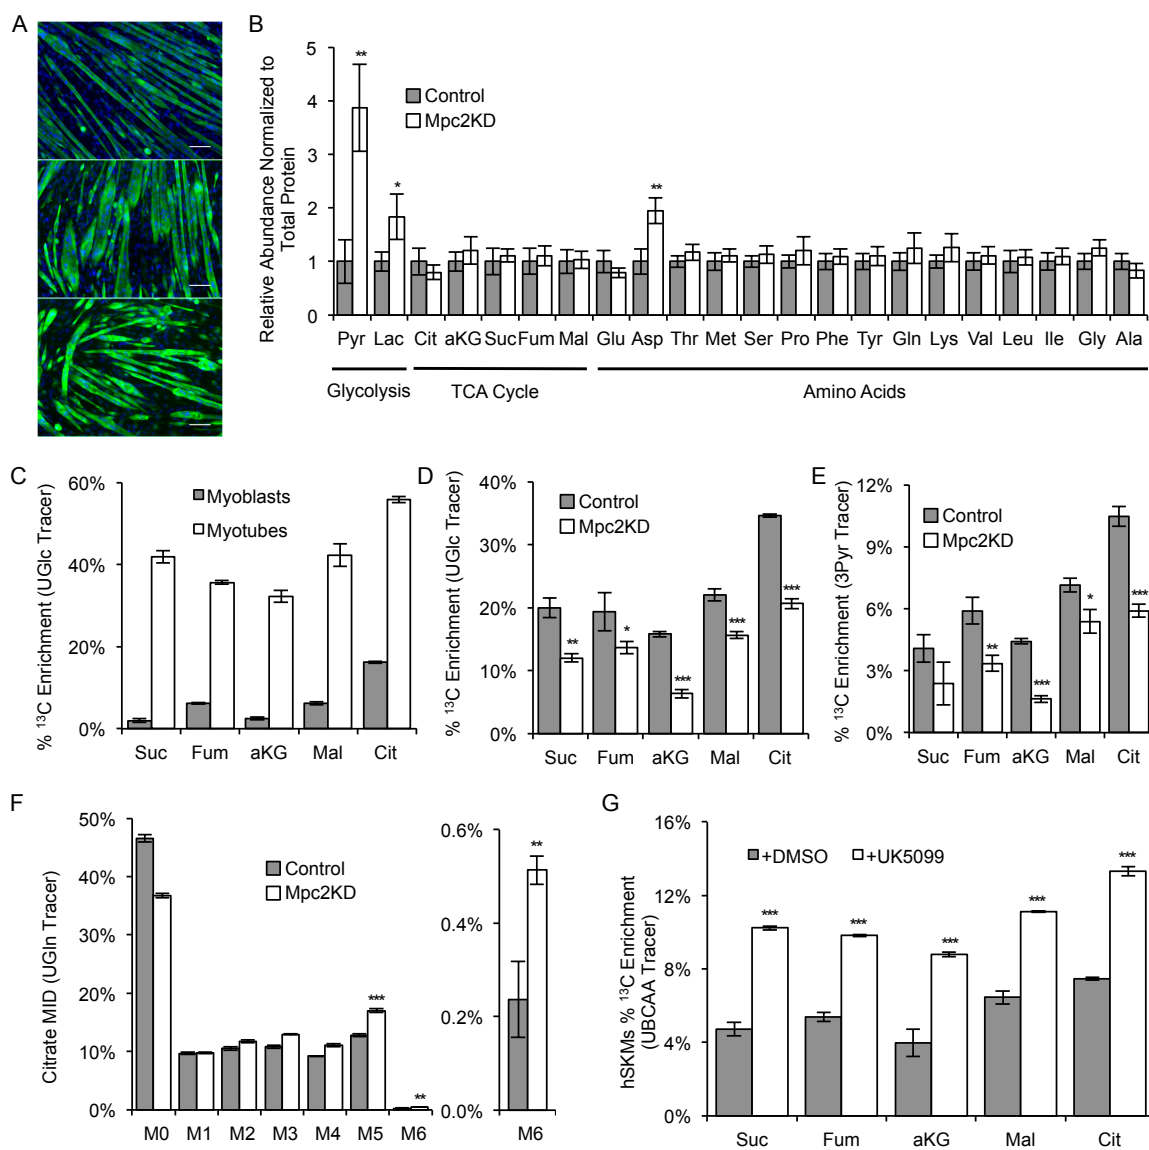 A
B
Relative Abundance Normalized to
Total Protein
5
4
3
2
1
0
Control
Mpc2KD
**
*
**
Pyr Lac Cit aKG Suc Fum Mal Glu Asp Thr Met Ser Pro Phe Tyr Gln Lys Val Leu Ile Gly Ala
Glycolysis TCA Cycle Amino Acids
C
% ¹³C Enrichment (UGlc Tracer)
60%
40%
20%
0%
Myoblasts
Myotubes
Suc Fum aKG Mal Cit
D
% ¹³C Enrichment (UGlc Tracer)
40%
30%
20%
10%
0%
Control
Mpc2KD
** * *** *** ***
Suc Fum aKG Mal Cit
E
% ¹³C Enrichment (3Pyr Tracer)
12%
9%
6%
3%
0%
Control
Mpc2KD
** *** * ***
Suc Fum aKG Mal Cit
F
Citrate MID (UGln Tracer)
50%
40%
30%
20%
10%
0%
Control
Mpc2KD
*** **
M0 M1 M2 M3 M4 M5 M6
0.6%
0.4%
0.2%
0.0%
**
M6
G
hSKMs % ¹³C Enrichment
(UBCAA Tracer)
16%
12%
8%
4%
0%
+DMSO +UK5099
*** *** *** *** ***
Suc Fum aKG Mal Cit